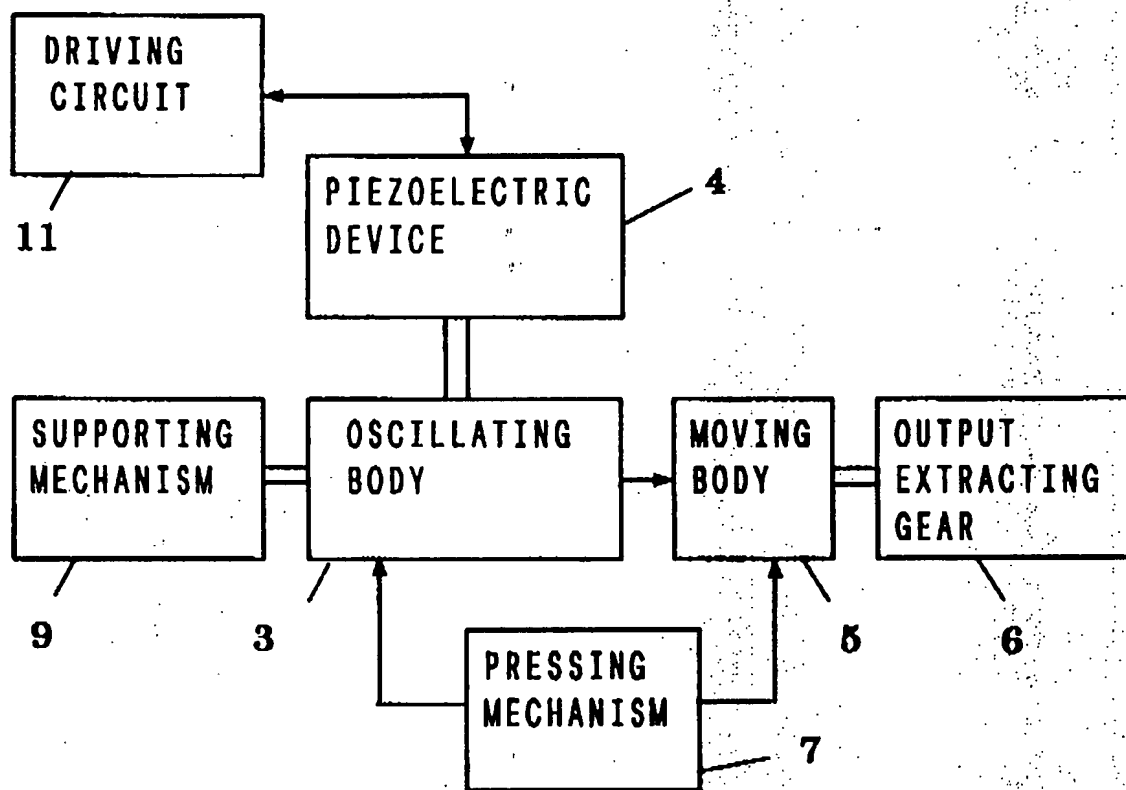 DRIVING
CIRCUIT
11
PIEZOELECTRIC
DEVICE
4
SUPPORTING
MECHANISM
9
OSCILLATING
BODY
3
MOVING
BODY
5
OUTPUT
EXTRACTING
GEAR
6
PRESSING
MECHANISM
7